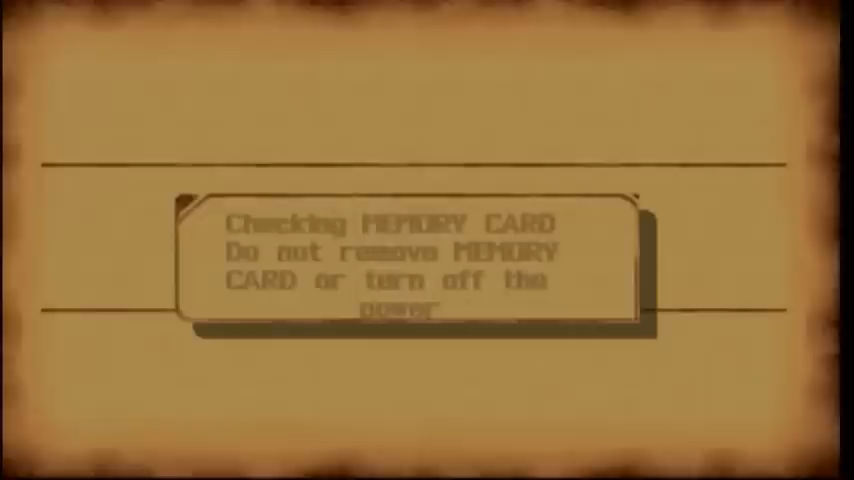 Checking MEMORY CARD
Do not remove MEMORY
CARD or turn off the
power